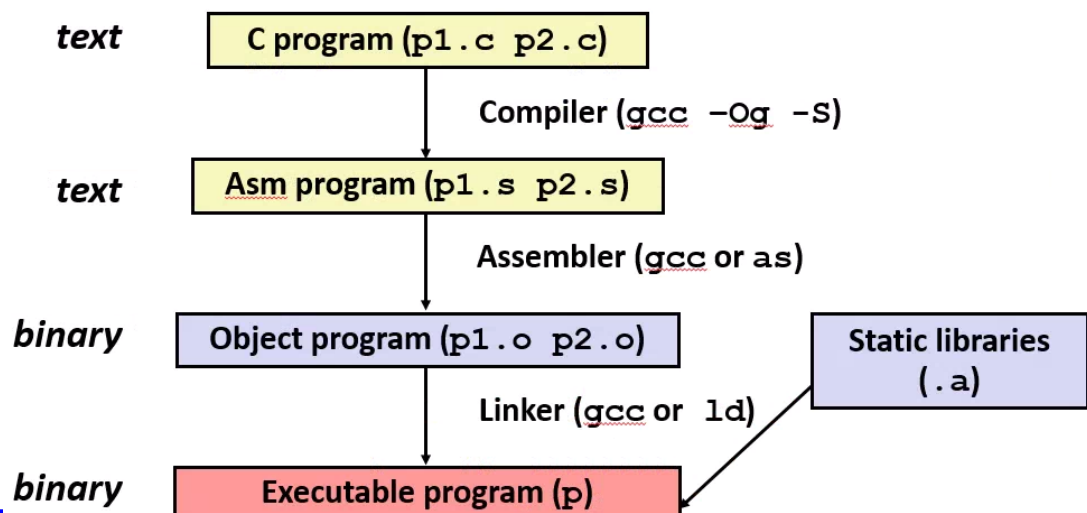 text
C program (p1.c p2.c)
Compiler (gcc –Og -S)
text
Asm program (p1.s p2.s)
Assembler (gcc or as)
binary
Object program (p1.o p2.o)
Static libraries
(.a)
Linker (gcc or ld)
binary
Executable program (p)